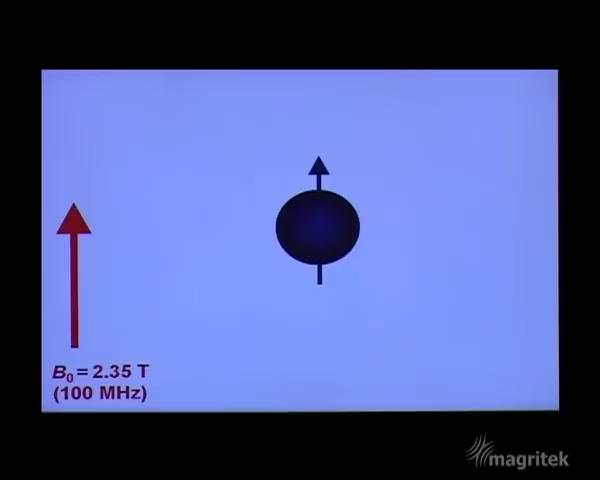 B₀ = 2.35 T
(100 MHz)
magritek